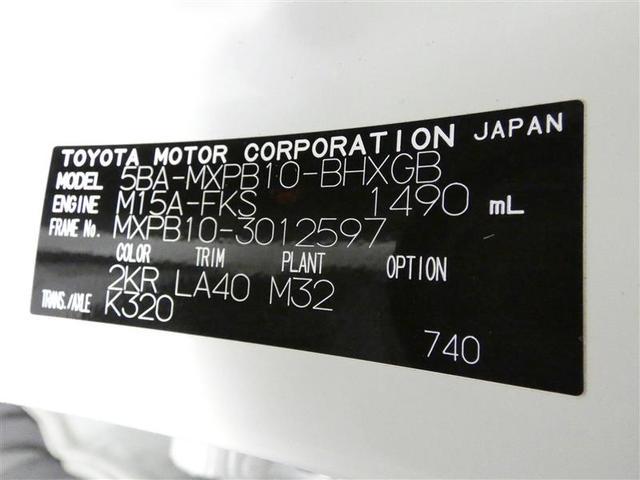 TOYOTA MOTOR CORPORATION JAPAN
MODEL 5BA-MXPB10-BHXGB
ENGINE M15A-FKS 1490 mL
FRAME No. MXPB10-3012597
COLOR TRIM PLANT OPTION
2KR LA40 M32
TRANS./AXLE K320
740